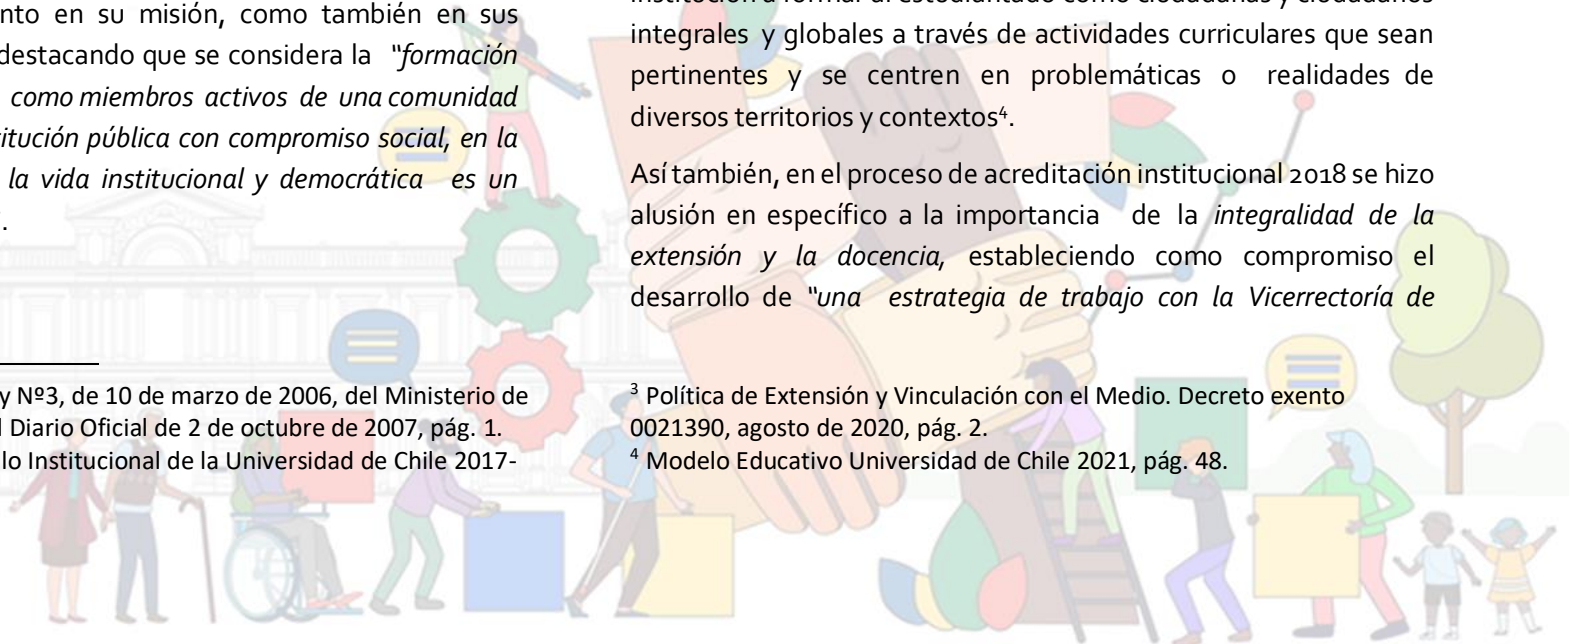 nto en su misión, como también en sus
destacando que se considera la “formación
como miembros activos de una comunidad
titución pública con compromiso social, en la
la vida institucional y democrática es un
.
y Nº3, de 10 de marzo de 2006, del Ministerio de
l Diario Oficial de 2 de octubre de 2007, pág. 1.
lo Institucional de la Universidad de Chile 2017-
institución a formar al estudiantado como ciudadanas y ciudadanos
integrales y globales a través de actividades curriculares que sean
pertinentes y se centren en problemáticas o realidades de
diversos territorios y contextos⁴.
Así también, en el proceso de acreditación institucional 2018 se hizo
alusión en específico a la importancia de la integralidad de la
extensión y la docencia, estableciendo como compromiso el
desarrollo de “una estrategia de trabajo con la Vicerrectoría de
³ Política de Extensión y Vinculación con el Medio. Decreto exento
0021390, agosto de 2020, pág. 2.
⁴ Modelo Educativo Universidad de Chile 2021, pág. 48.